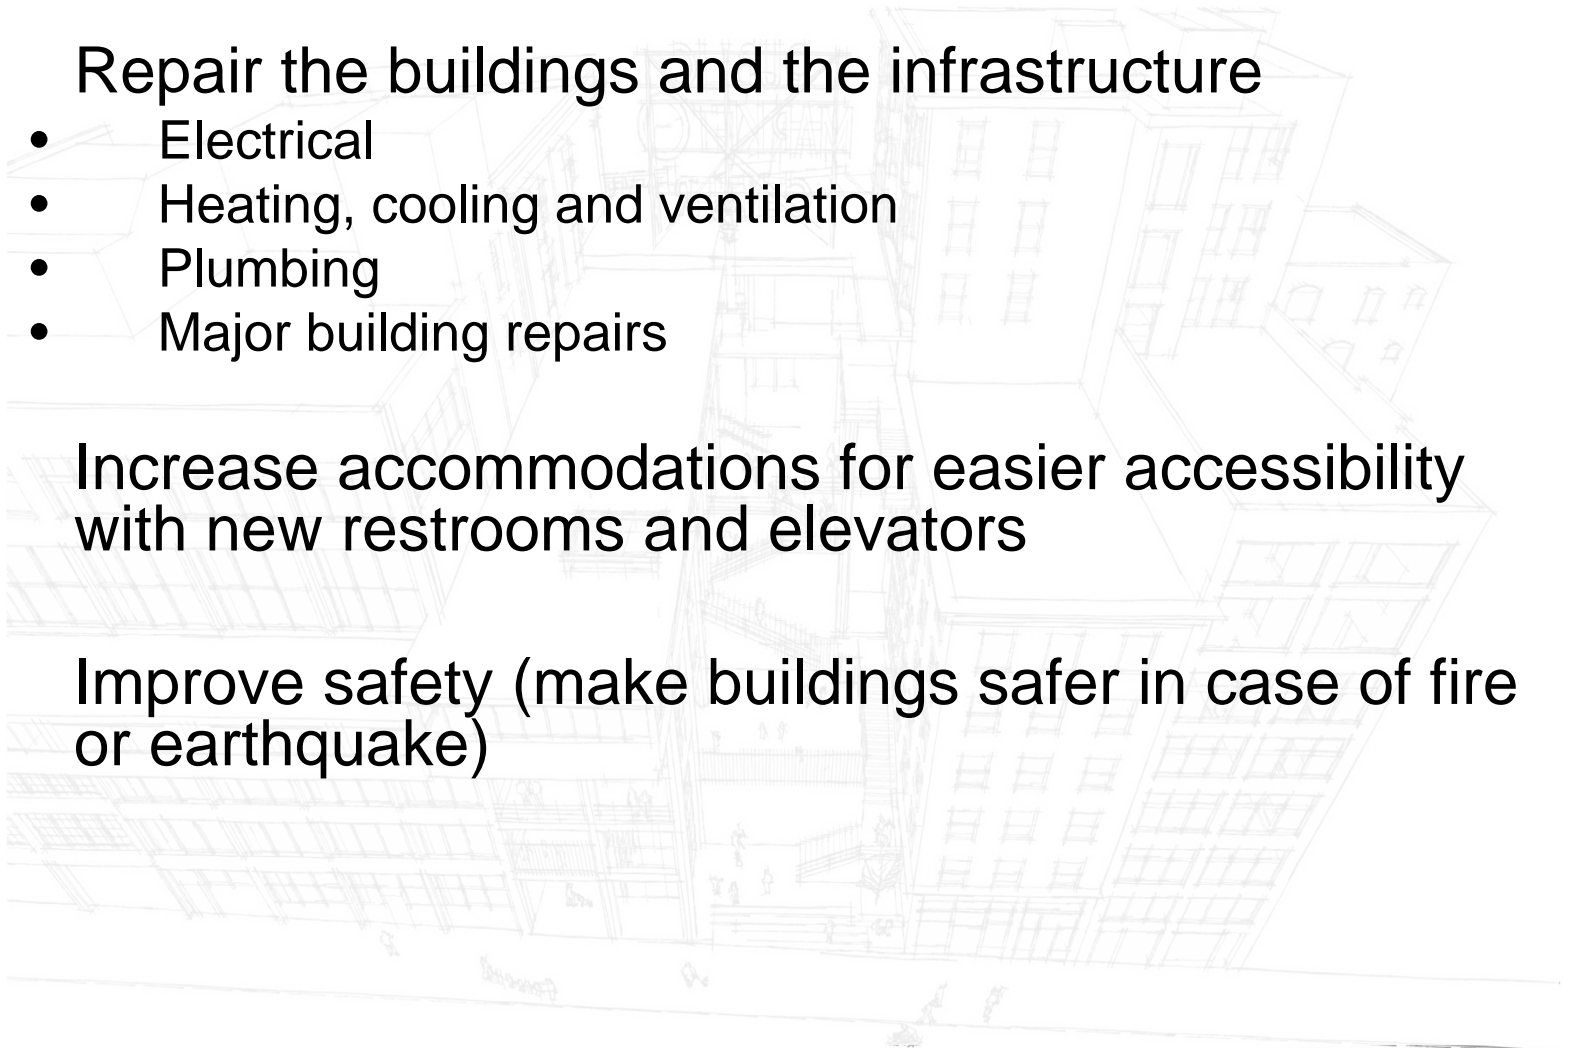 Repair the buildings and the infrastructure
• Electrical
• Heating, cooling and ventilation
• Plumbing
• Major building repairs
Increase accommodations for easier accessibility
with new restrooms and elevators
Improve safety (make buildings safer in case of fire
or earthquake)